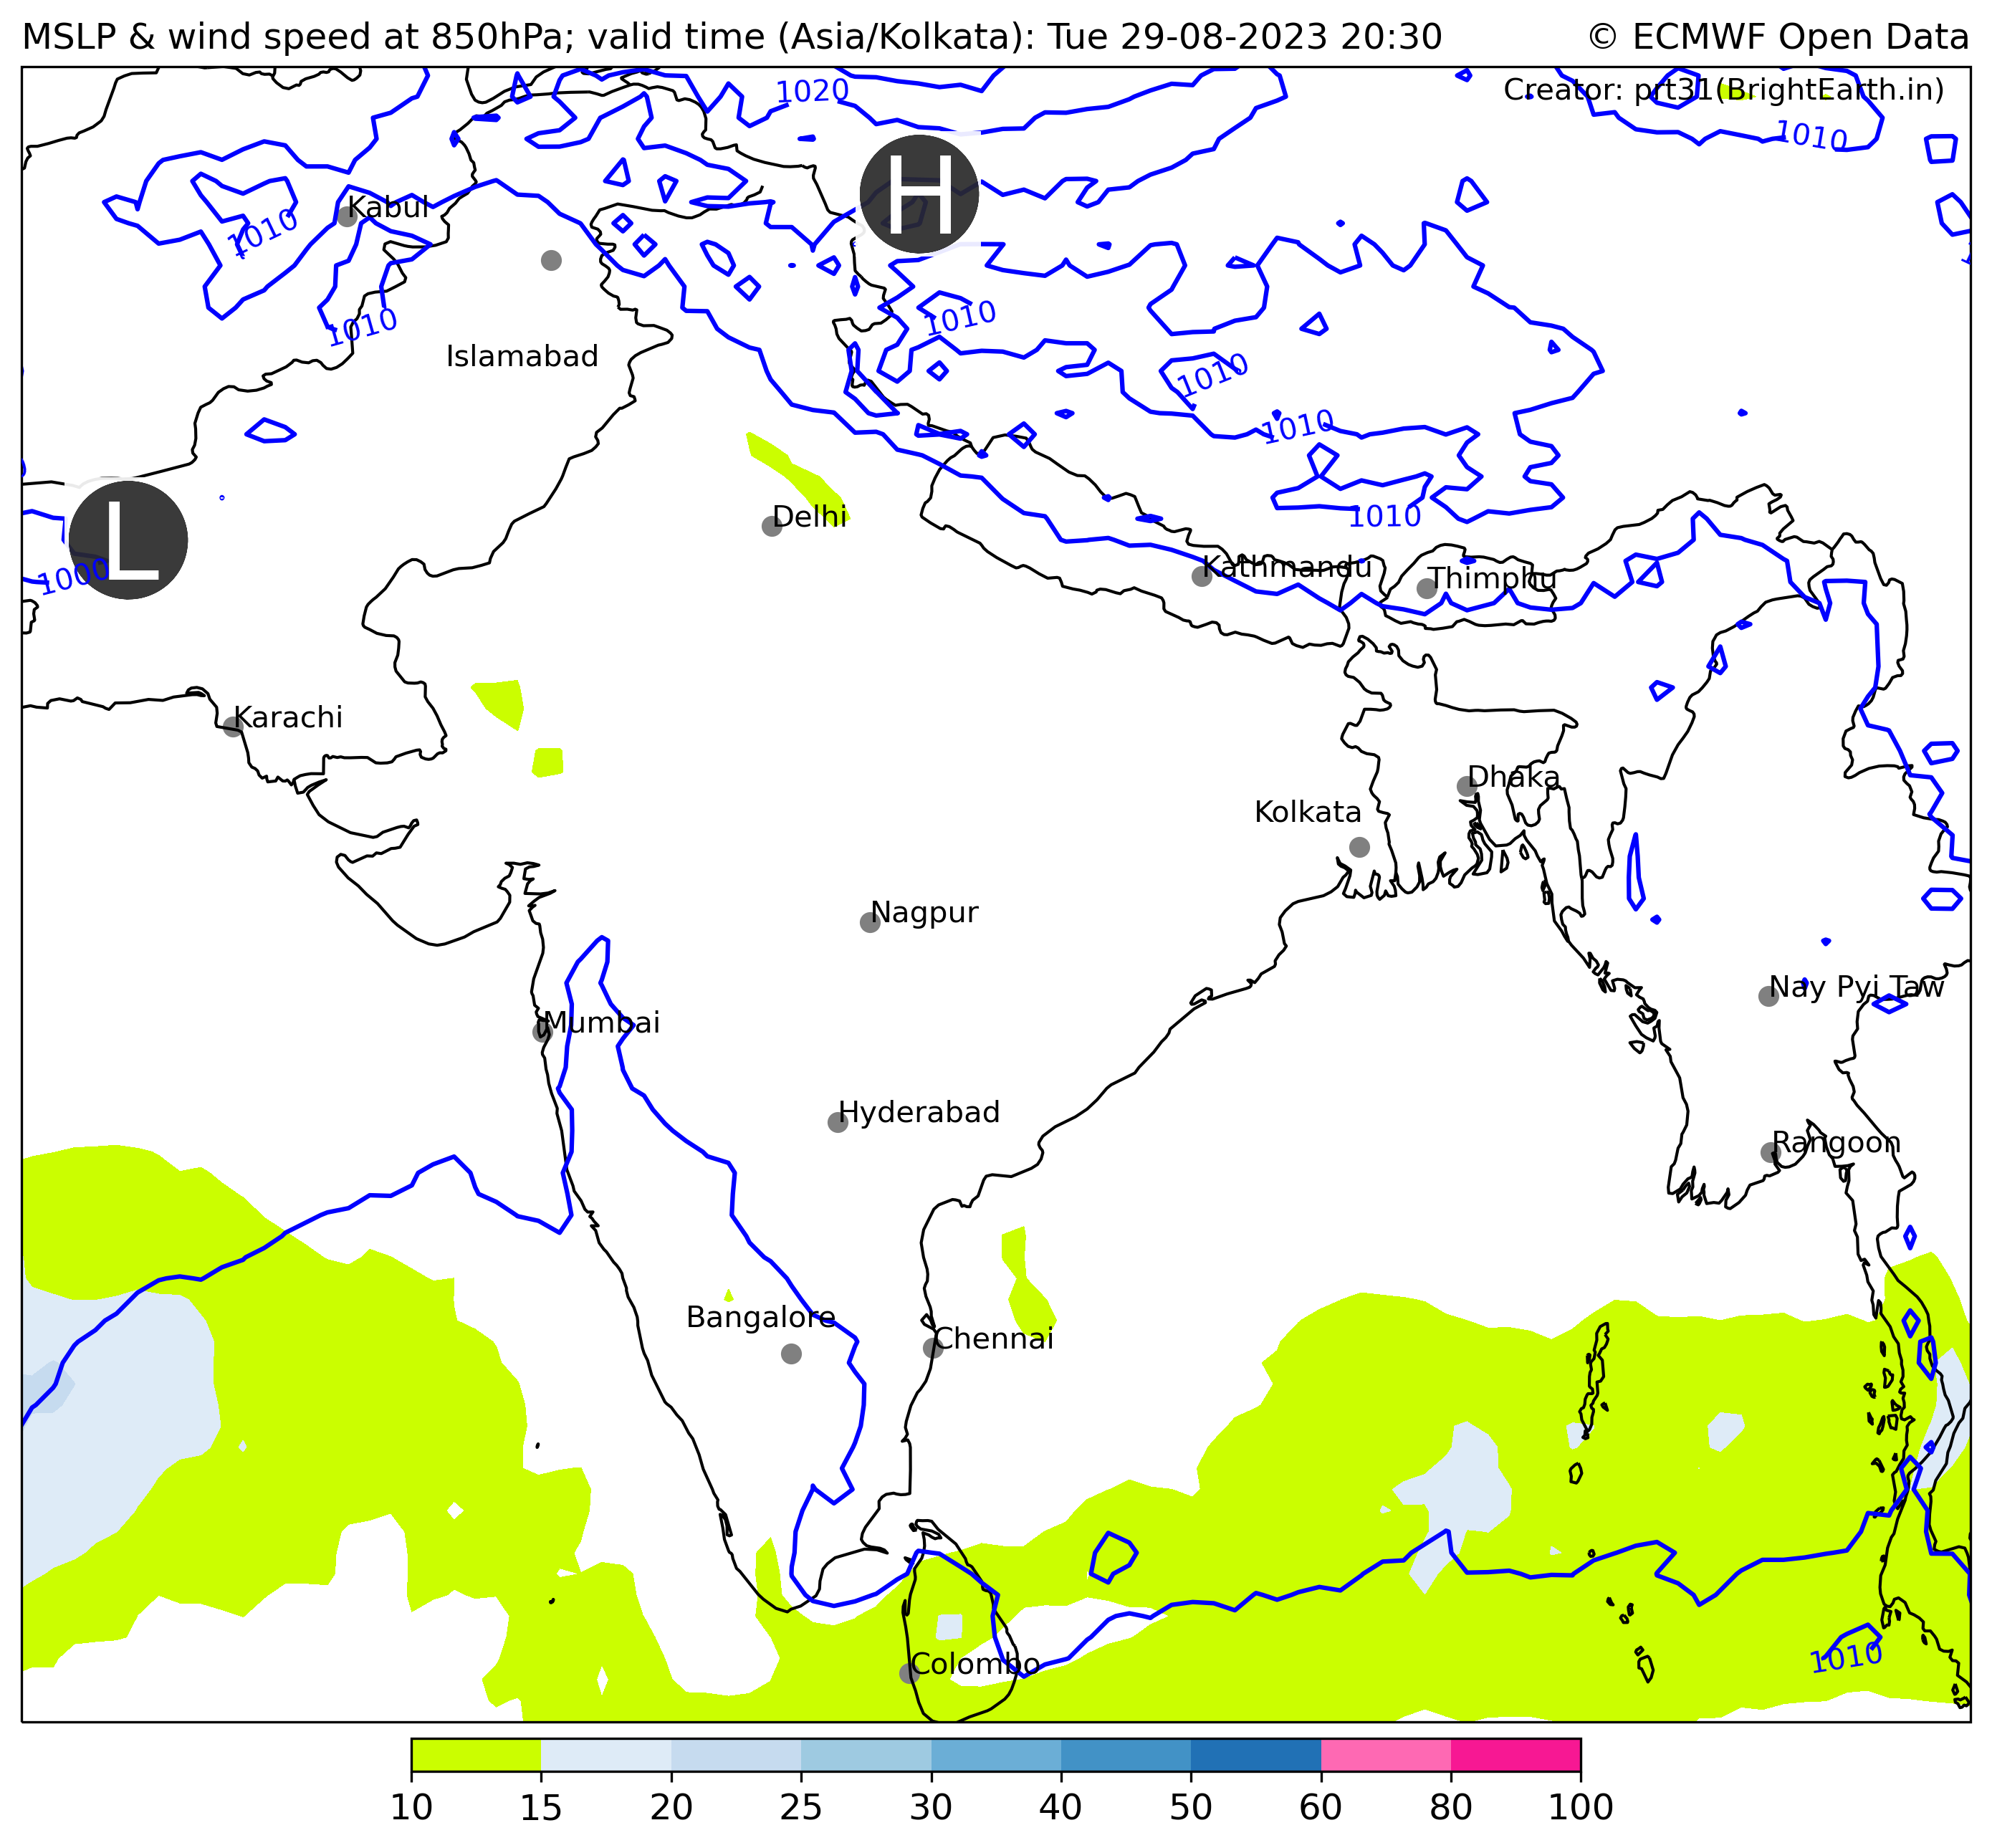 MSLP & wind speed at 850hPa; valid time (Asia/Kolkata): Tue 29-08-2023 20:30
© ECMWF Open Data
1020
Creator: prt31(BrightEarth.in)
1010
H
Kabul
1010
1010
1010
Islamabad
1010
1010
L
Delhi
1010
1000
Kathmandu
Thimphu
Karachi
Dhaka
Kolkata
Nagpur
Nay Pyi Taw
Mumbai
Hyderabad
Rangoon
Bangalore
Chennai
Colombo
1010
10 15 20 25 30 40 50 60 80 100